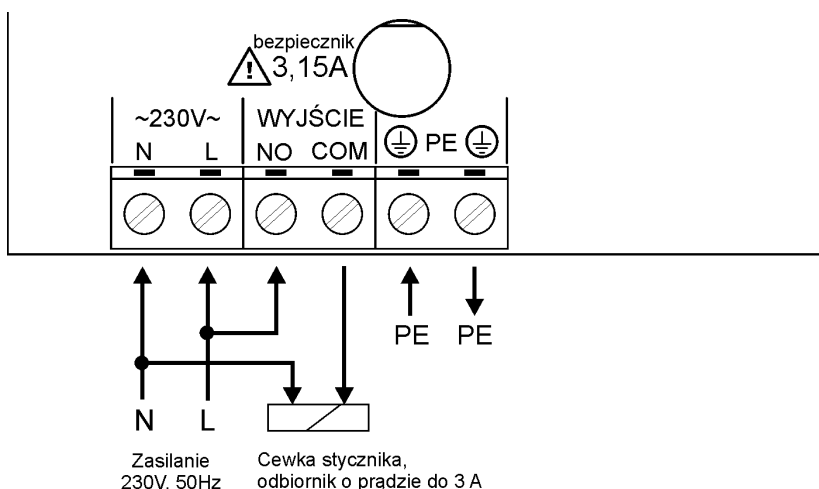 bezpiecznik
3,15A
~230V~ WYJŚCIE
N L NO COM PE
PE PE
N L
Zasilanie
230V, 50Hz
Cewka stycznika,
odbiornik o prądzie do 3 A